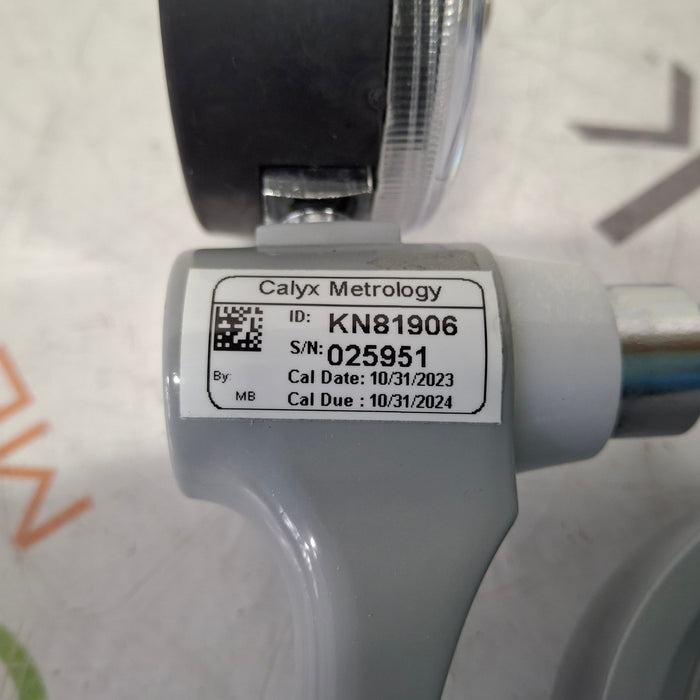 Calyx Metrology
ID: KN81906
S/N: 025951
By: Cal Date: 10/31/2023
MB Cal Due : 10/31/2024